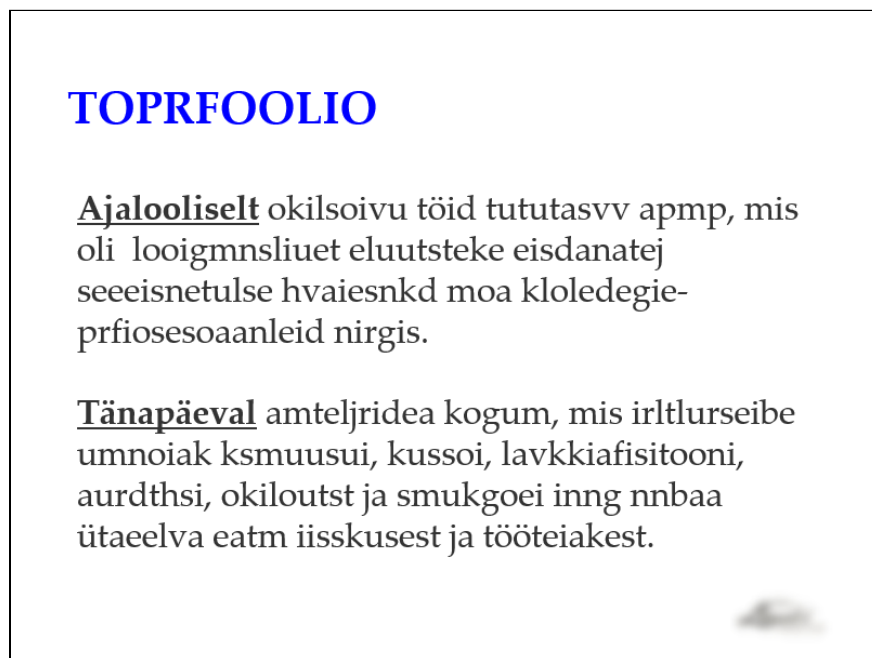 TOPRFOOLIO
Ajalooliselt okilsoivu töid tututasvv apmp, mis
oli looigmnsliuet eluutsteke eisdanatej
seeeisnetulse hvaiesnkd moa kloledegie-
prfiosesoaanleid nirgis.
Tänapäeval amteljridea kogum, mis irltlurseibe
umnoiak ksmuusui, kussoi, lavkkiafisitooni,
aurdthsi, okiloutst ja smukgoei inng nnbaa
ütaeelva eatm iisskusest ja tööteiakest.